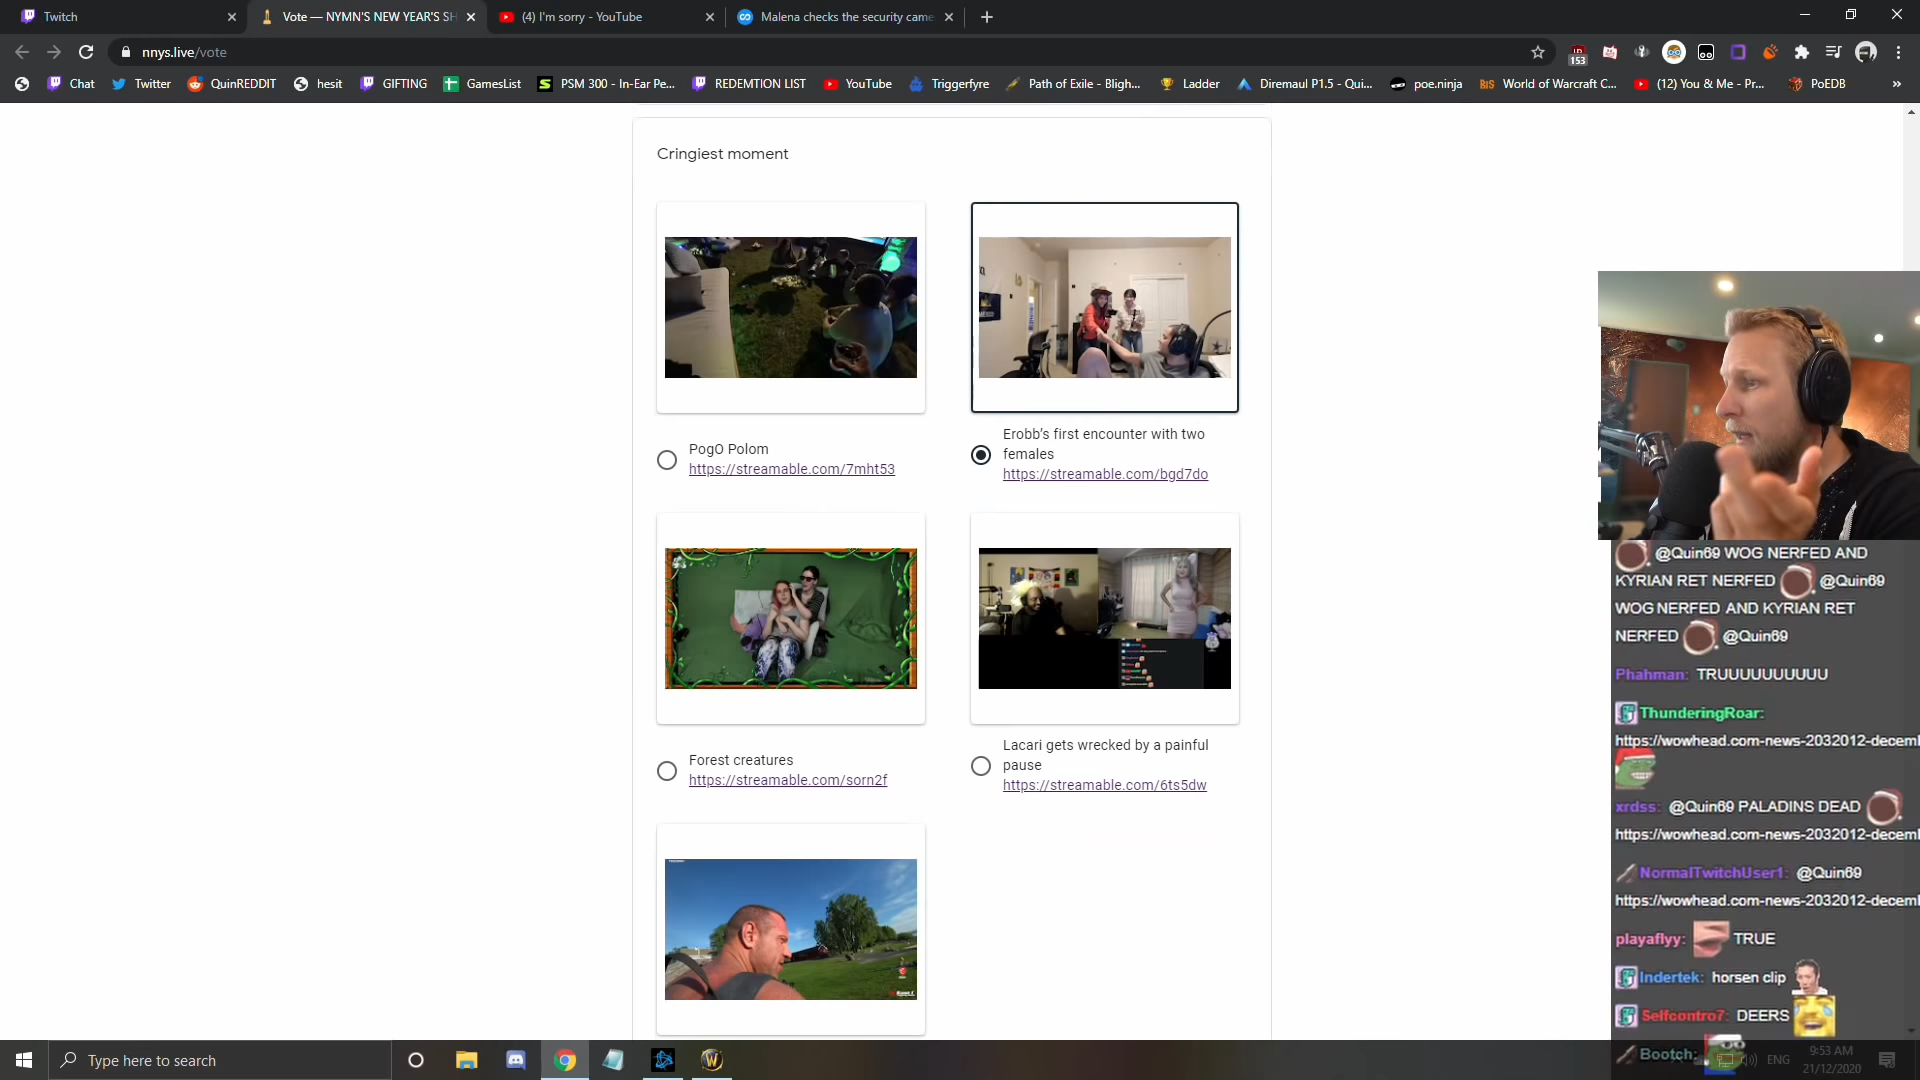 Twitch
Vote — NYMN'S NEW YEAR'S SH
(4) I'm sorry - YouTube
Malena checks the security came
nnys.live/vote
153
Chat
Twitter
QuinREDDIT
hesit
GIFTING
GamesList
PSM 300 - In-Ear Pe...
REDEMTION LIST
YouTube
Triggerfyre
Path of Exile - Bligh...
Ladder
Diremaul P1.5 - Qui...
poe.ninja
BIS
World of Warcraft C...
(12) You & Me - Pr...
PoEDB
Cringiest moment
PogO Polom
https://streamable.com/7mht53
Erobb's first encounter with two
females
https://streamable.com/bgd7do
Forest creatures
https://streamable.com/sorn2f
Lacari gets wrecked by a painful
pause
https://streamable.com/6ts5dw
@Quin69 WOG NERFED AND
KYRIAN RET NERFED @Quin69
WOG NERFED AND KYRIAN RET
NERFED @Quin69
Phahman: TRUUUUUUUUUU
ThunderingRoar:
https://wowhead.com-news-2032012-decem
xrdss: @Quin69 PALADINS DEAD
https://wowhead.com-news-2032012-decem
NormalTwitchUser1: @Quin69
https://wowhead.com-news-2032012-decem
playaflyy: TRUE
Indertek: horsen clip
Selfcontro7: DEERS
Bootch:
Type here to search
ENG
9:53 AM
21/12/2020